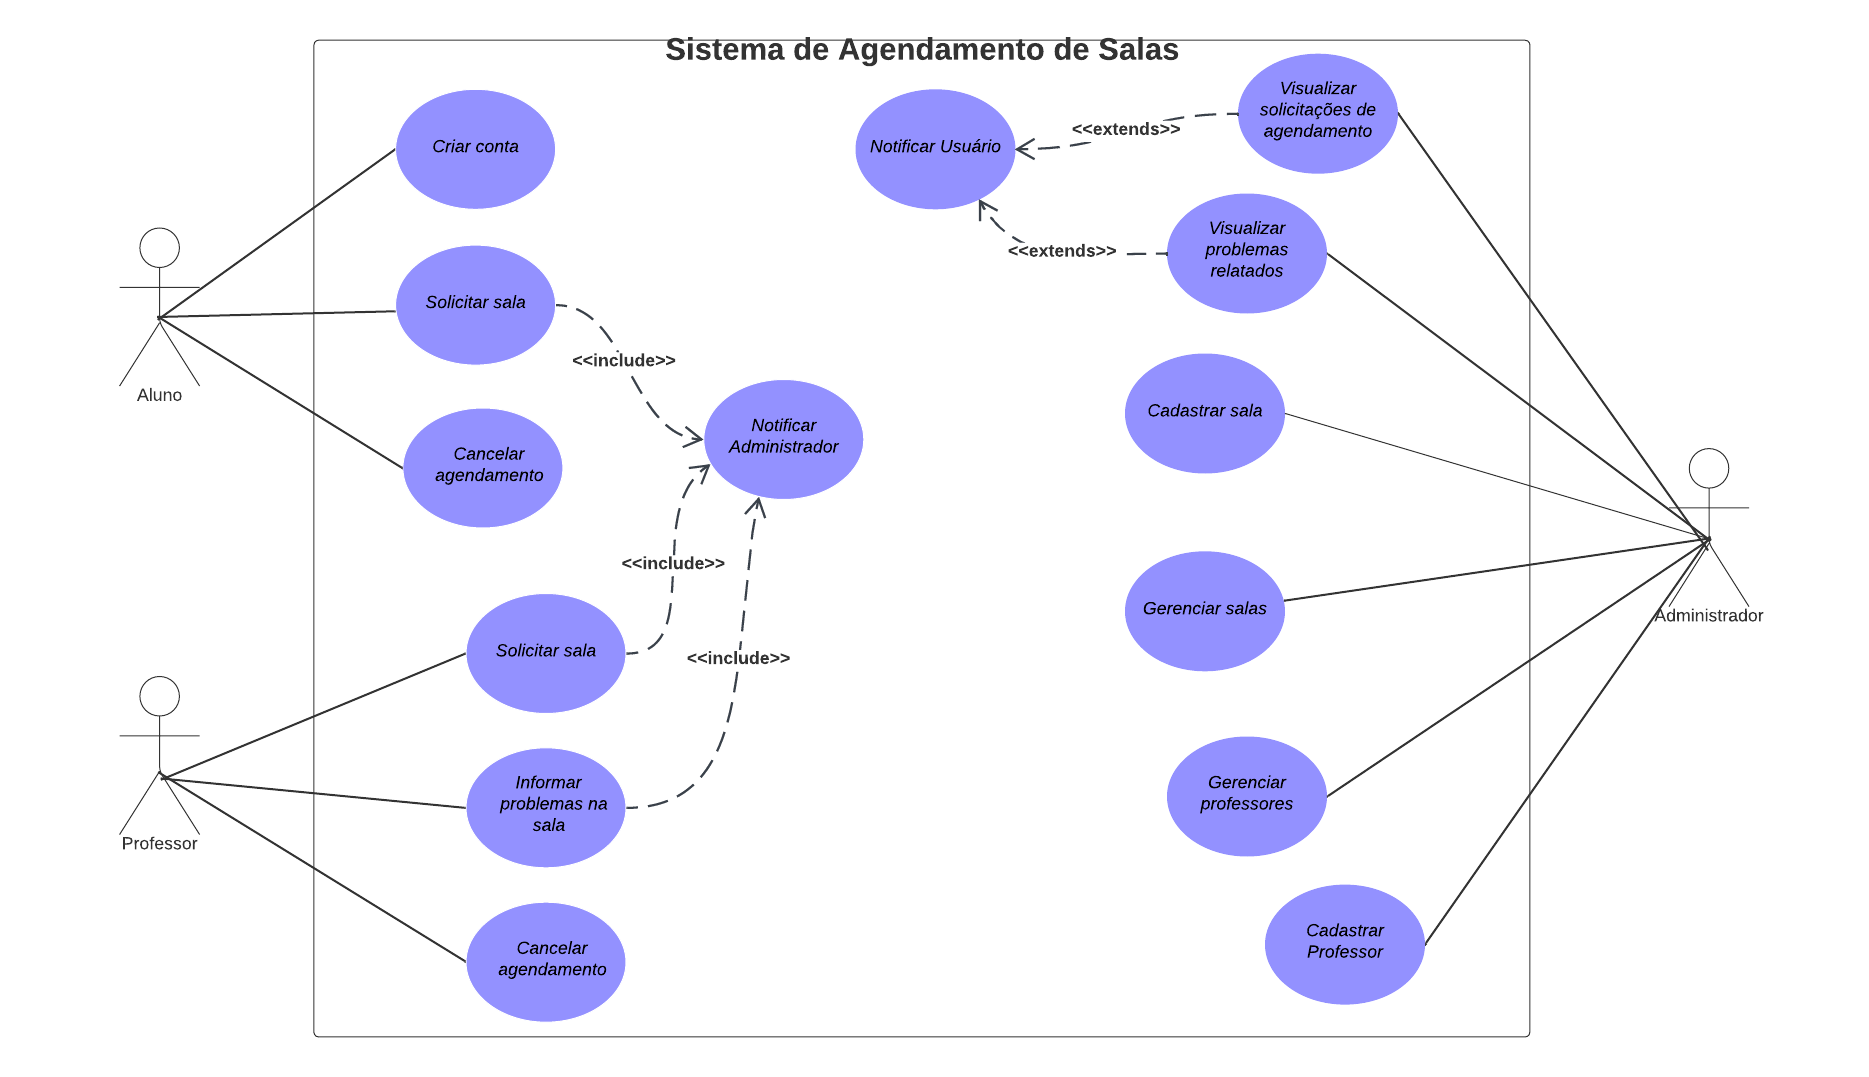 Sistema de Agendamento de Salas
Criar conta
Solicitar sala
Cancelar
agendamento
Aluno
<<include>>
Notificar
Administrador
<<include>>
<<include>>
Solicitar sala
Informar
problemas na
sala
Cancelar
agendamento
Professor
Notificar Usuário
<<extends>>
<<extends>>
Visualizar
solicitações de
agendamento
Visualizar
problemas
relatados
Cadastrar sala
Gerenciar salas
Gerenciar
professores
Cadastrar
Professor
Administrador